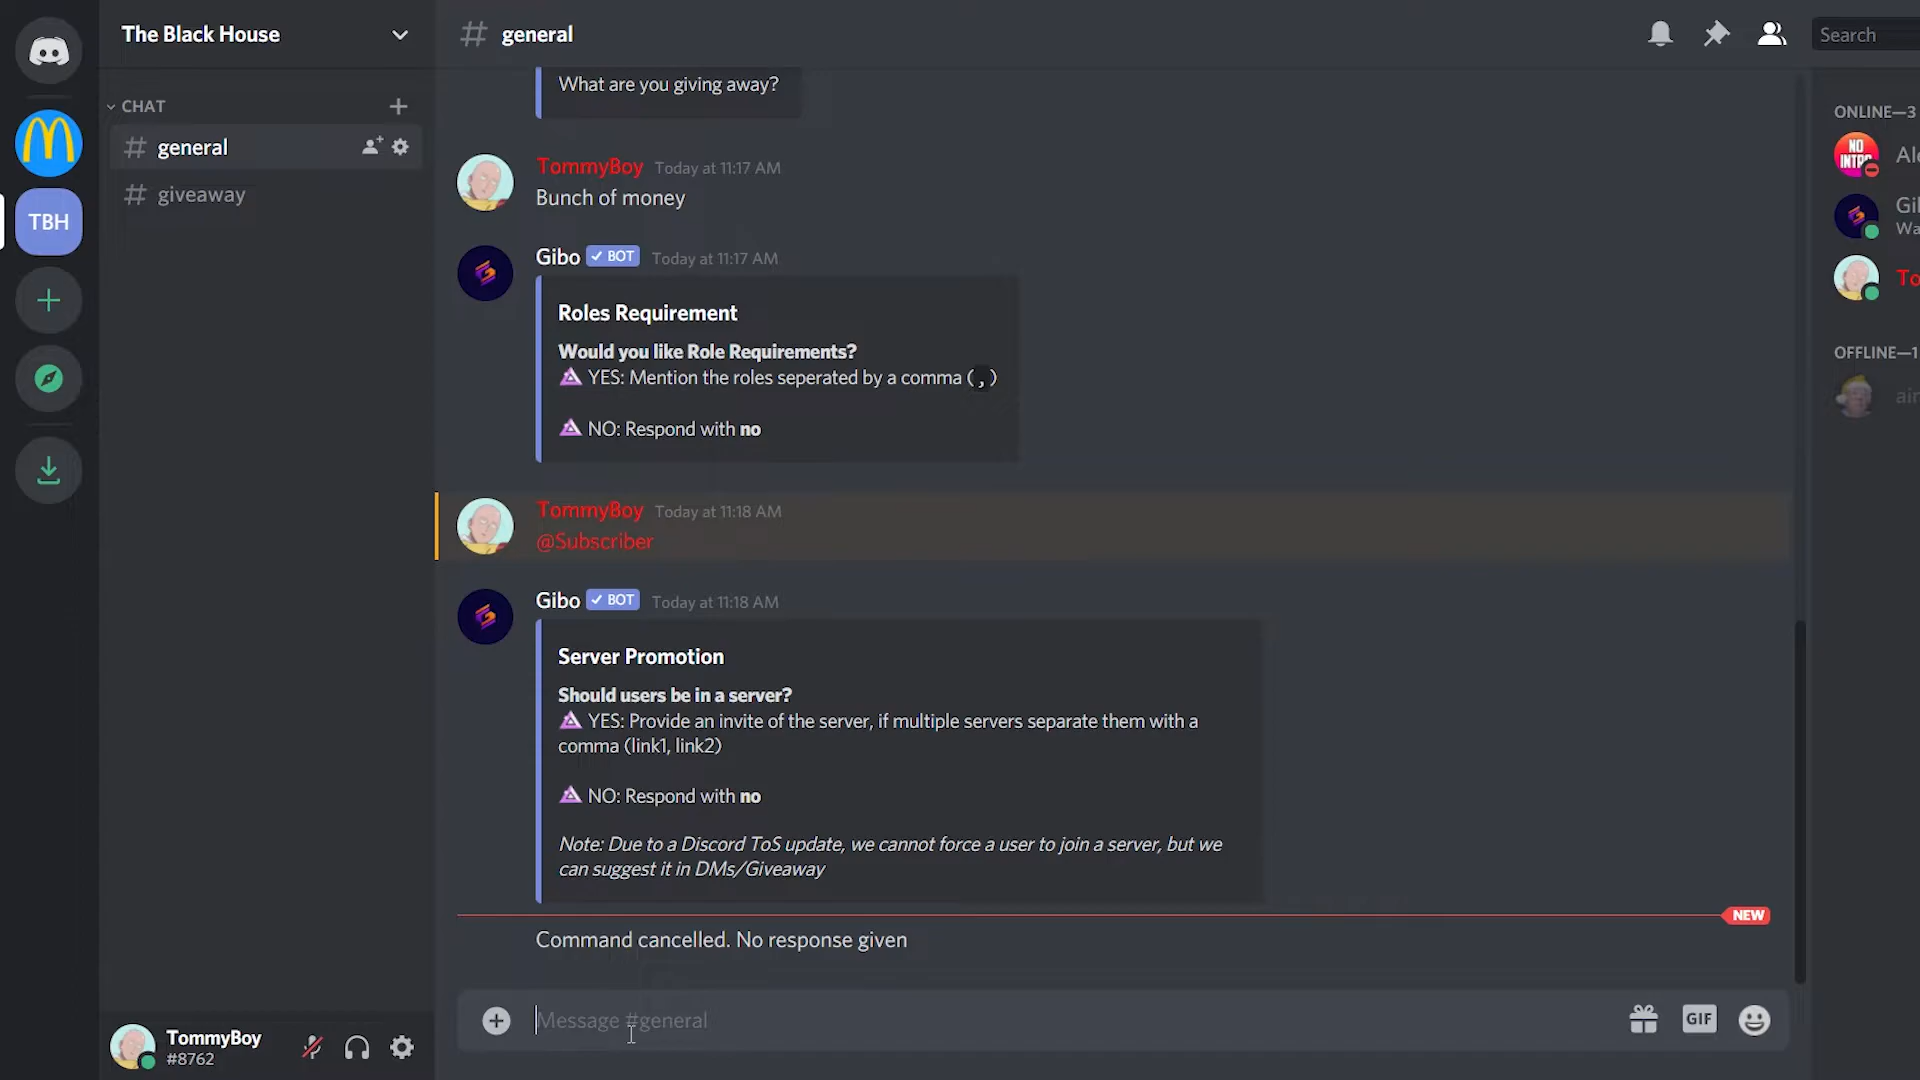 The Black House
# general
Search
CHAT
# general
# giveaway
TBH
What are you giving away?
TommyBoy Today at 11:17 AM
Bunch of money
Gibo ✓ BOT Today at 11:17 AM
Roles Requirement
Would you like Role Requirements?
YES: Mention the roles seperated by a comma ( , )
NO: Respond with no
TommyBoy Today at 11:18 AM
@Subscriber
Gibo ✓ BOT Today at 11:18 AM
Server Promotion
Should users be in a server?
YES: Provide an invite of the server, if multiple servers separate them with a
comma (link1, link2)
NO: Respond with no
Note: Due to a Discord ToS update, we cannot force a user to join a server, but we
can suggest it in DMs/Giveaway
NEW
Command cancelled. No response given
Message #general
GIF
TommyBoy
#8762
ONLINE—3
NO
INTRO
OFFLINE—1